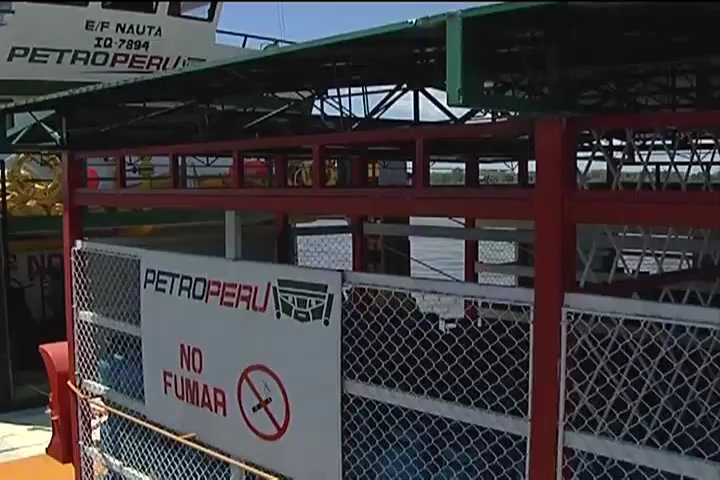 E/F NAUTA
IQ-7894
PETROPERU
PETROPERU
NO
FUMAR